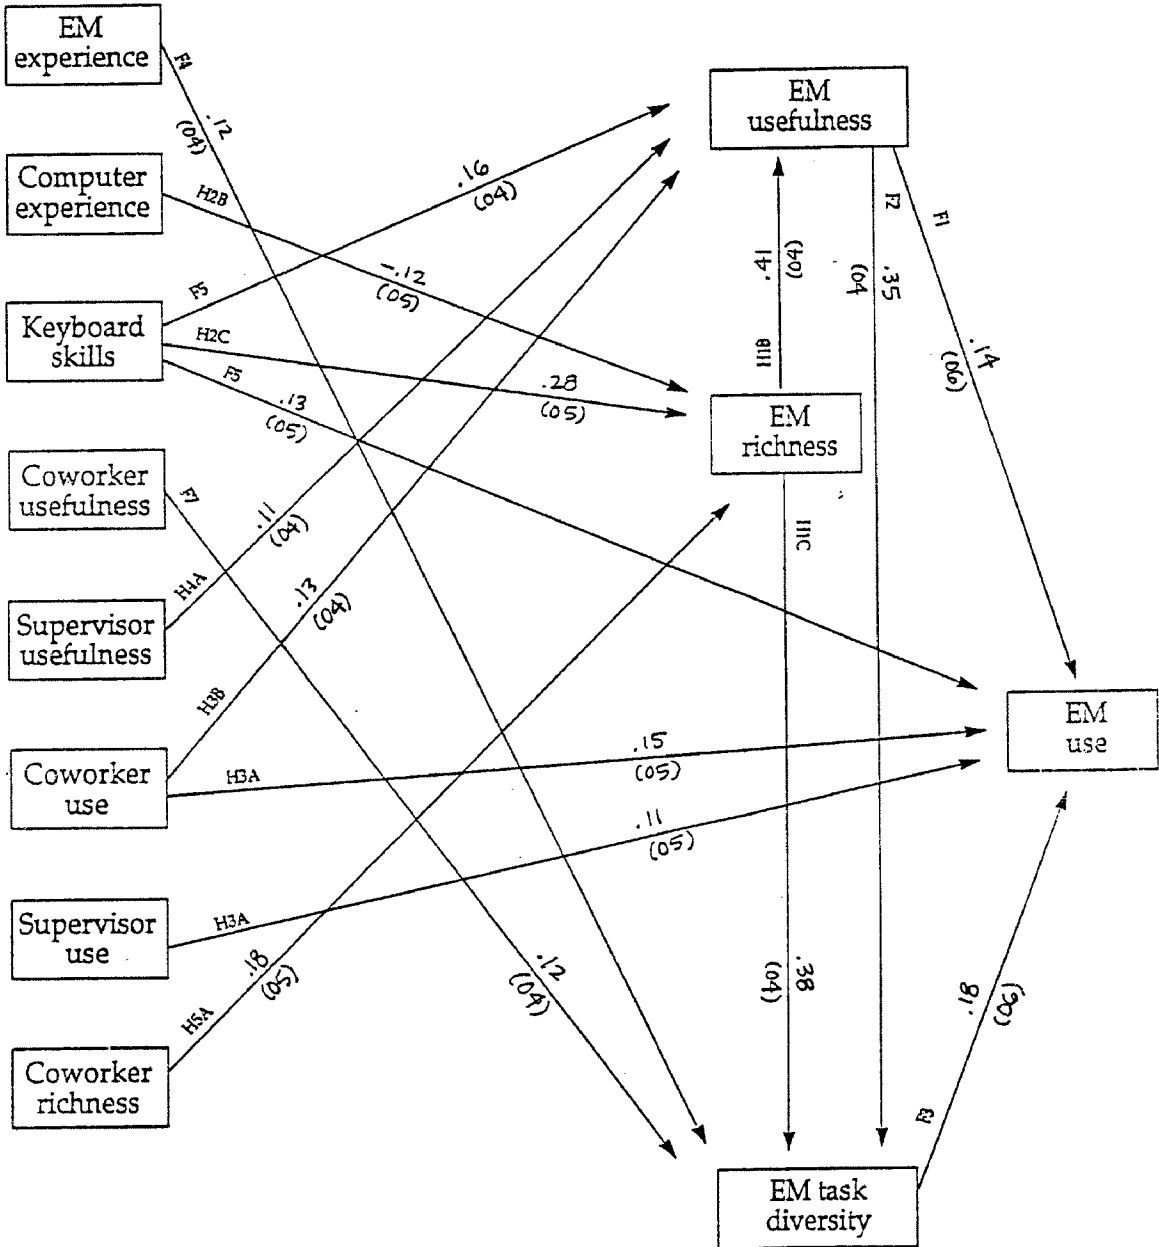 EM
experience
F4
.12
(04)
EM
usefulness
Computer
experience
H2B
-.12
(05)
.16
(04)
F5
F2
F1
.41
(04)
.35
(04
.14
(06)
Keyboard
skills
H2C
.28
(05)
F5
.13
(05)
H1B
EM
richness
Coworker
usefulness
F7
.11
(04)
H4A
H1C
Supervisor
usefulness
.13
(04)
H3B
EM
use
Coworker
use
H3A
.15
(05)
.11
(05)
Supervisor
use
H3A
.18
(05)
H5A
.12
(04)
.38
(04)
.18
(06)
Coworker
richness
F3
EM task
diversity